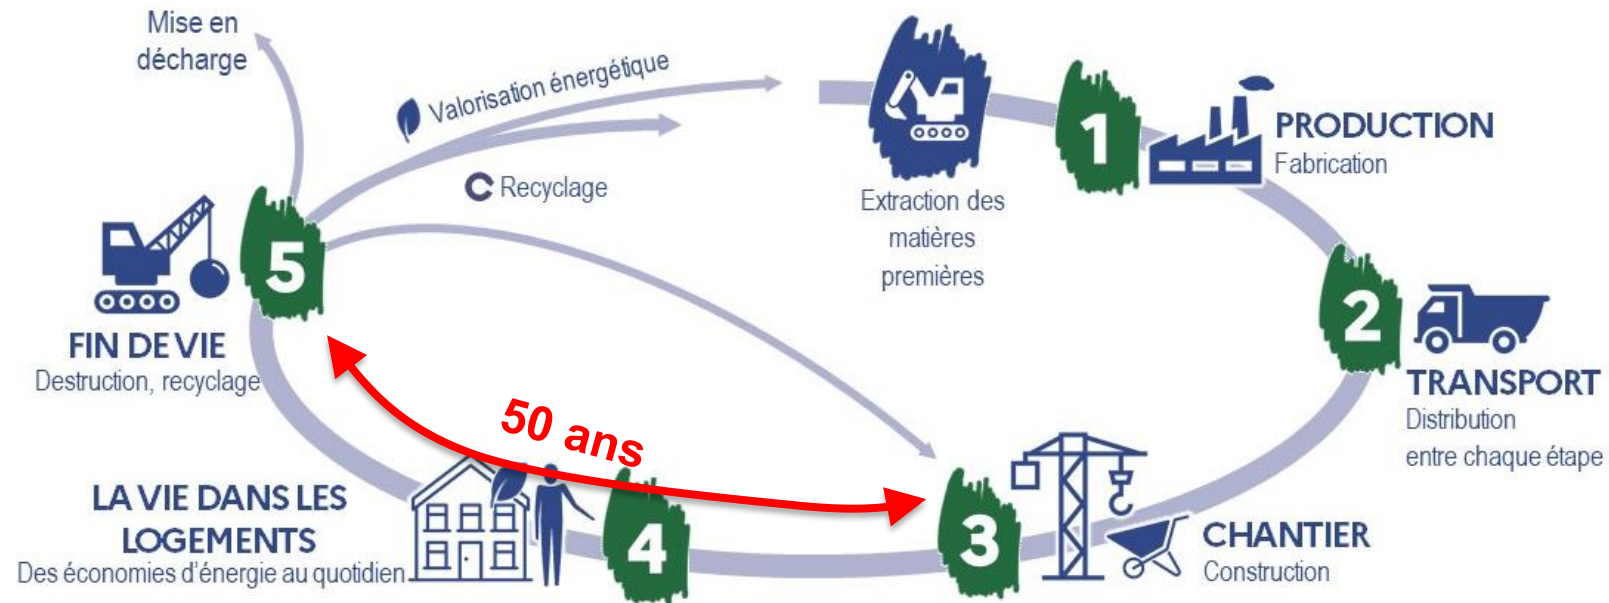 Mise en
décharge
Valorisation énergétique
Recyclage
Extraction des
matières
premières
1
PRODUCTION
Fabrication
2
TRANSPORT
Distribution
entre chaque étape
3
CHANTIER
Construction
50 ans
4
LA VIE DANS LES
LOGEMENTS
Des économies d’énergie au quotidien
5
FIN DE VIE
Destruction, recyclage